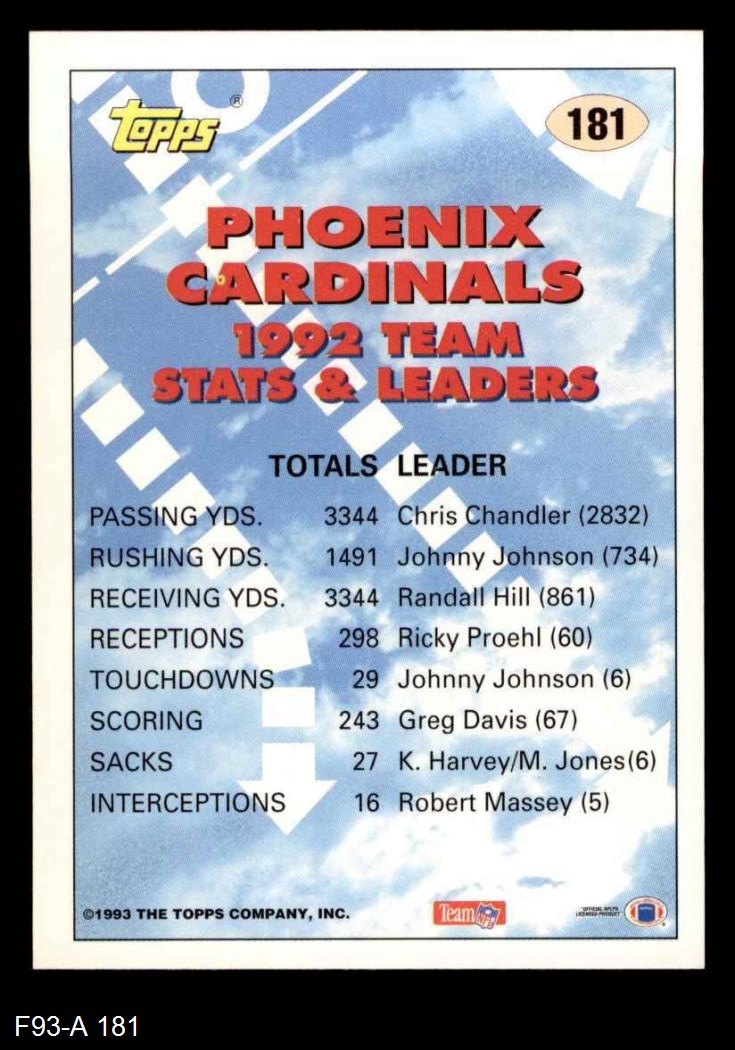 Topps ®
181
PHOENIX
CARDINALS
1992 TEAM
STATS & LEADERS
TOTALS LEADER
PASSING YDS. 3344 Chris Chandler (2832)
RUSHING YDS. 1491 Johnny Johnson (734)
RECEIVING YDS. 3344 Randall Hill (861)
RECEPTIONS 298 Ricky Proehl (60)
TOUCHDOWNS 29 Johnny Johnson (6)
SCORING 243 Greg Davis (67)
SACKS 27 K. Harvey/M. Jones(6)
INTERCEPTIONS 16 Robert Massey (5)
©1993 THE TOPPS COMPANY, INC.
Team NFL
F93-A 181